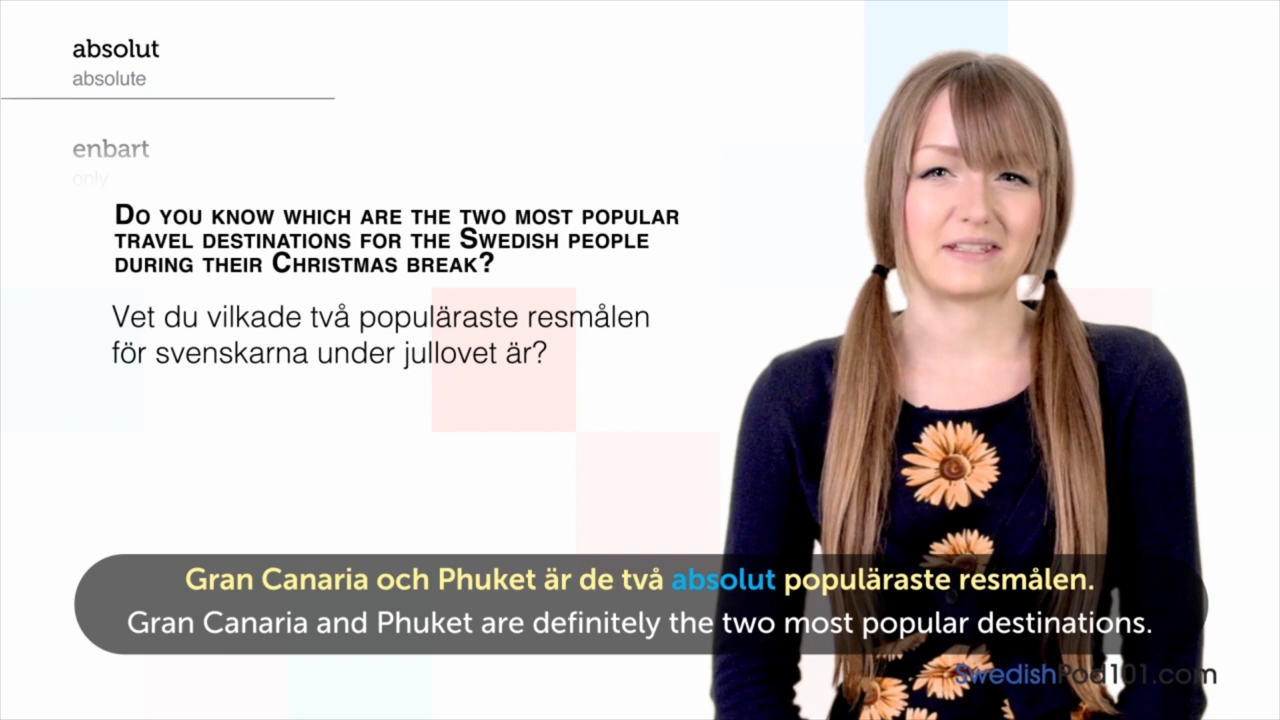 absolut
absolute
enbart
only
Do you know which are the two most popular
travel destinations for the Swedish people
during their Christmas break?
Vet du vilkade två populäraste resmålen
för svenskarna under jullovet är?
Gran Canaria och Phuket är de två absolut populäraste resmålen.
Gran Canaria and Phuket are definitely the two most popular destinations.
SwedishPod101.com